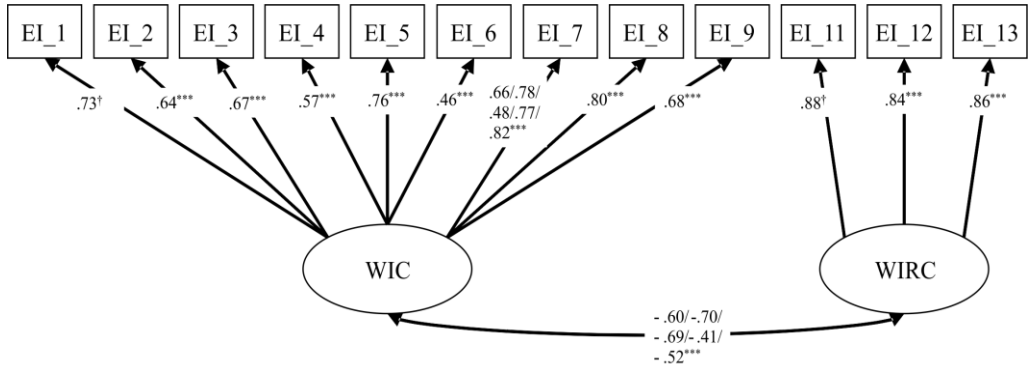 EI_1 EI_2 EI_3 EI_4 EI_5 EI_6 EI_7 EI_8 EI_9 EI_11 EI_12 EI_13
.73† .64*** .67*** .57*** .76*** .46*** .66/.78/ .80*** .68*** .88† .84*** .86***
.48/.77/
.82***
WIC WIRC
- .60/-.70/
- .69/-.41/
- .52***